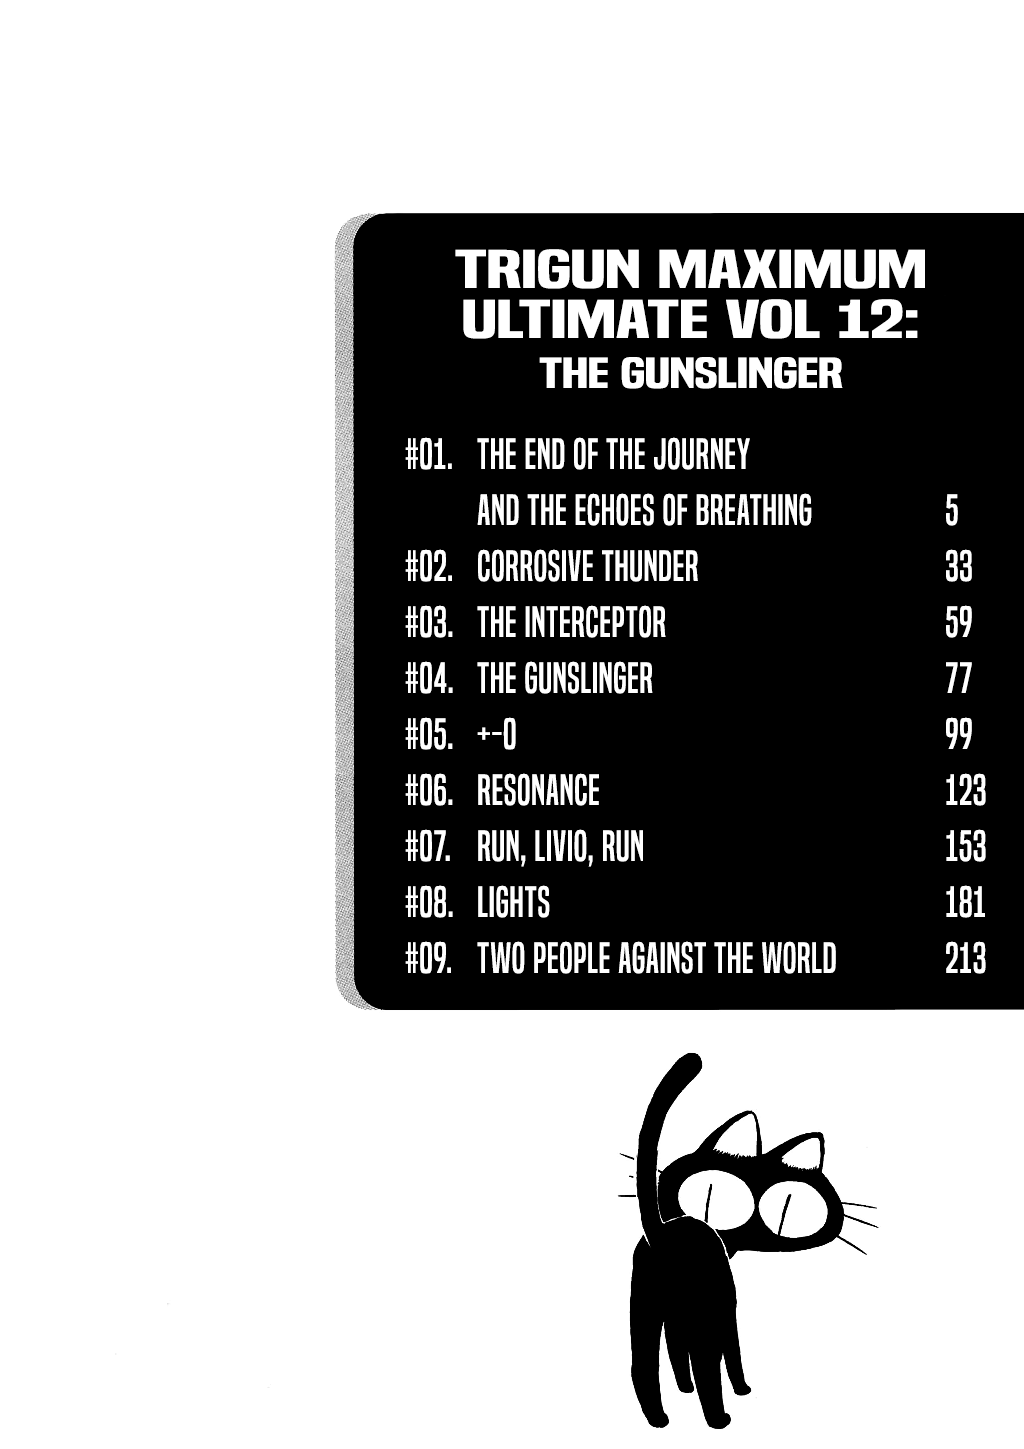 TRIGUN MAXIMUM
ULTIMATE VOL 12:
THE GUNSLINGER
#01. THE END OF THE JOURNEY
AND THE ECHOES OF BREATHING 5
#02. CORROSIVE THUNDER 33
#03. THE INTERCEPTOR 59
#04. THE GUNSLINGER 77
#05. +-0 99
#06. RESONANCE 123
#07. RUN, LIVIO, RUN 153
#08. LIGHTS 181
#09. TWO PEOPLE AGAINST THE WORLD 213